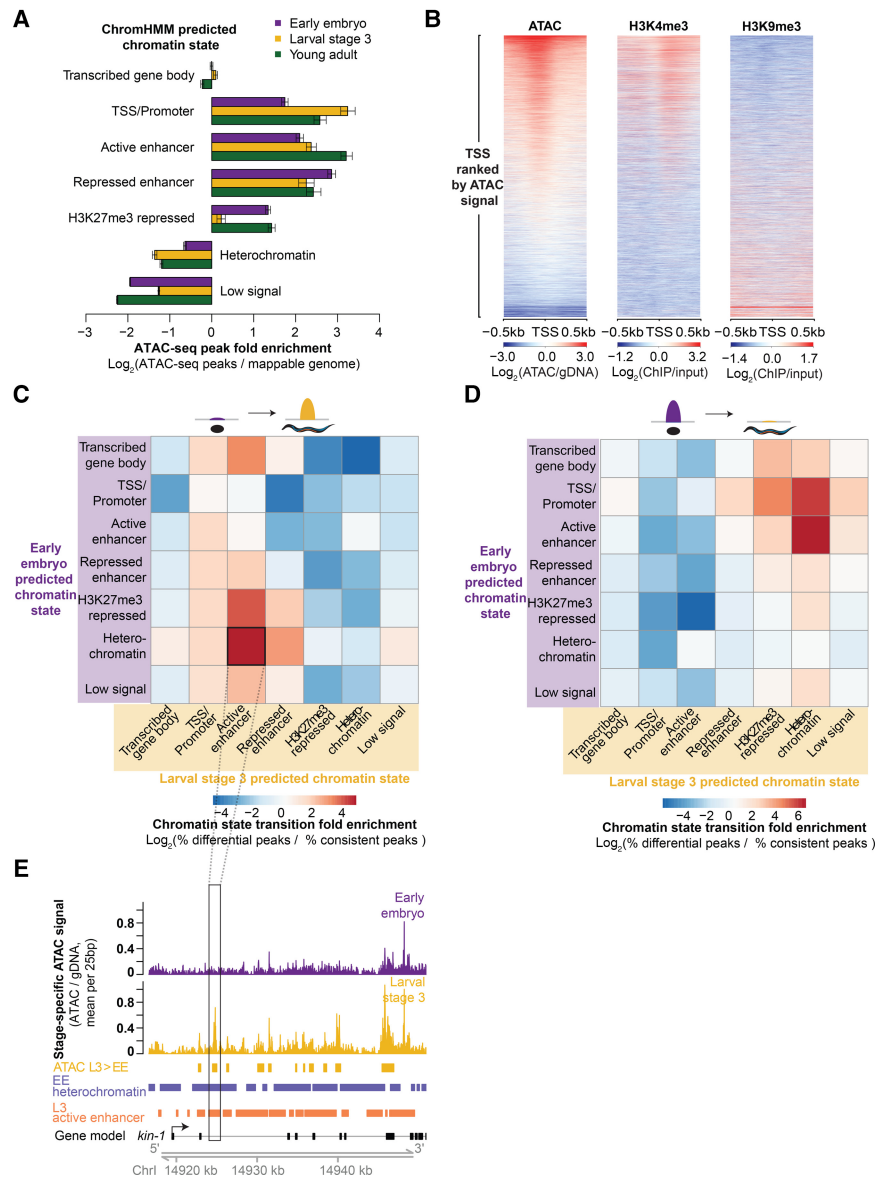 A
ChromHMM predicted
chromatin state
Early embryo
Larval stage 3
Young adult
Transcribed gene body
TSS/Promoter
Active enhancer
Repressed enhancer
H3K27me3 repressed
Heterochromatin
Low signal
−3 −2 −1 0 1 2 3 4
ATAC-seq peak fold enrichment
Log2(ATAC-seq peaks / mappable genome)
B
ATAC H3K4me3 H3K9me3
TSS
ranked
by ATAC
signal
−0.5kb TSS 0.5kb −0.5kb TSS 0.5kb −0.5kb TSS 0.5kb
−3.0 0.0 3.0 −1.2 0.0 3.2 −1.4 0.0 1.7
Log2(ATAC/gDNA) Log2(ChIP/input) Log2(ChIP/input)
C
Early
embryo
predicted
chromatin
state
Transcribed
gene body
TSS/
Promoter
Active
enhancer
Repressed
enhancer
H3K27me3
repressed
Hetero-
chromatin
Low signal
Transcribed
gene body
TSS/
Promoter
Active
enhancer
Repressed
enhancer
H3K27me3
repressed
Hetero-
chromatin
Low signal
Larval stage 3 predicted chromatin state
−4 −2 0 2 4
Chromatin state transition fold enrichment
Log2(% differential peaks / % consistent peaks )
D
Early
embryo
predicted
chromatin
state
Transcribed
gene body
TSS/
Promoter
Active
enhancer
Repressed
enhancer
H3K27me3
repressed
Hetero-
chromatin
Low signal
Transcribed
gene body
TSS/
Promoter
Active
enhancer
Repressed
enhancer
H3K27me3
repressed
Hetero-
chromatin
Low signal
Larval stage 3 predicted chromatin state
−4 −2 0 2 4 6
Chromatin state transition fold enrichment
Log2(% differential peaks / % consistent peaks )
E
Stage-specific ATAC signal
(ATAC / gDNA,
mean per 25bp)
Early
embryo
0.8
0.4
0
Larval
stage 3
0.8
0.4
0
ATAC L3>EE
EE
heterochromatin
L3
active enhancer
Gene model kin-1
5' 3'
ChrI 14920 kb 14930 kb 14940 kb